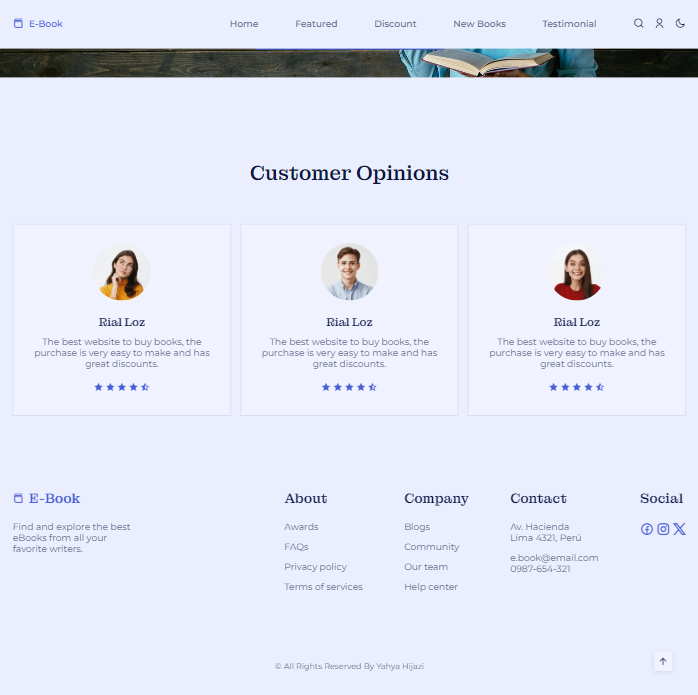 E-Book
Home Featured Discount New Books Testimonial
Customer Opinions
Rial Loz
The best website to buy books, the
purchase is very easy to make and has
great discounts.
Rial Loz
The best website to buy books, the
purchase is very easy to make and has
great discounts.
Rial Loz
The best website to buy books, the
purchase is very easy to make and has
great discounts.
E-Book
Find and explore the best
eBooks from all your
favorite writers.
About
Awards
FAQs
Privacy policy
Terms of services
Company
Blogs
Community
Our team
Help center
Contact
Av. Hacienda
Lima 4321, Perú
e.book@email.com
0987-654-321
Social
© All Rights Reserved By Yahya Hijazi